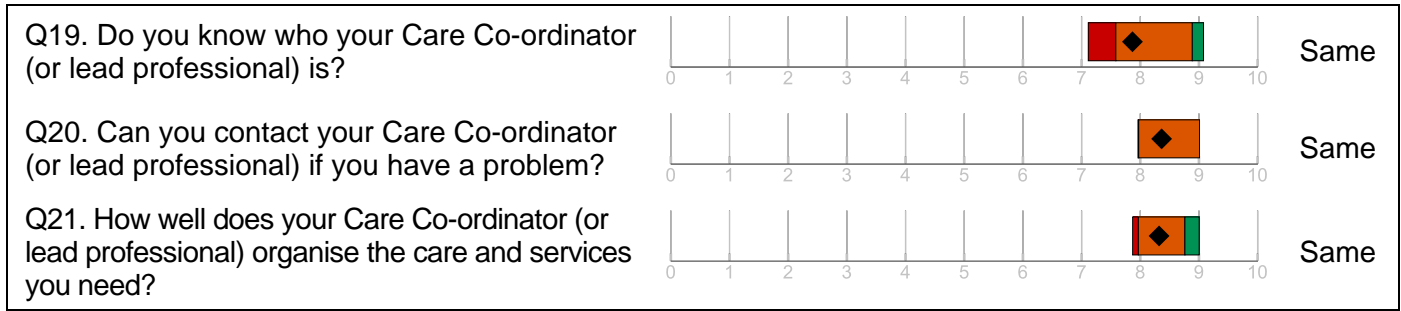 Q19. Do you know who your Care Co-ordinator
(or lead professional) is?
Same
0 1 2 3 4 5 6 7 8 9 10
Q20. Can you contact your Care Co-ordinator
(or lead professional) if you have a problem?
Same
0 1 2 3 4 5 6 7 8 9 10
Q21. How well does your Care Co-ordinator (or
lead professional) organise the care and services
you need?
Same
0 1 2 3 4 5 6 7 8 9 10